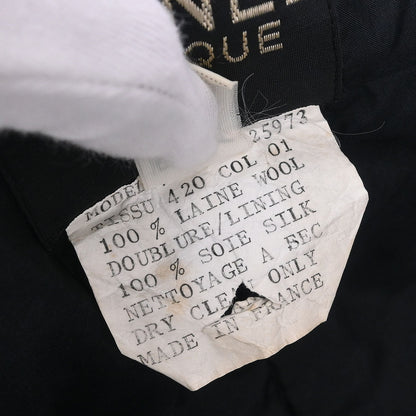 QUE
MODEL 25973
TISSU 420 COL 01
100 % LAINE WOOL
DOUBLURE/LINING
100 % SOIE SILK
NETTOYAGE A BEC
DRY CLEAN ONLY
MADE IN FRANCE